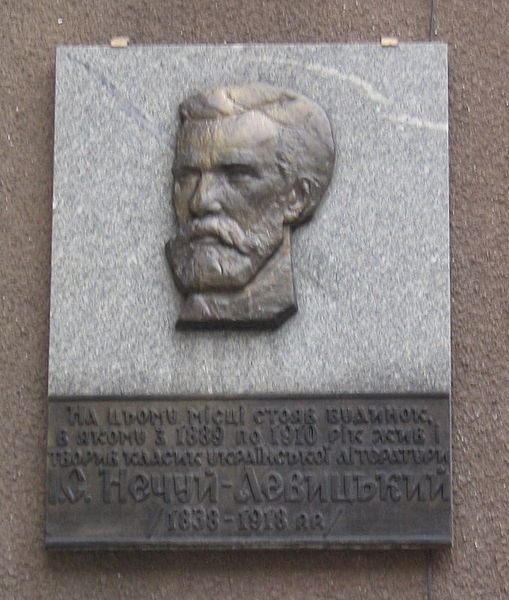 На цьому місці стояв будинок,
в якому з 1889 по 1910 рік жив і
творив класик української літератури
І.С. Нечуй-Левицький
/1838-1918 рр/